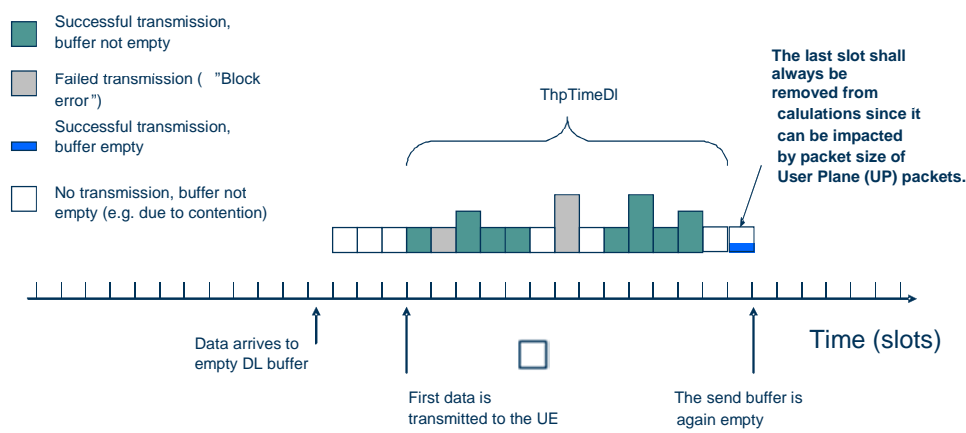 Successful transmission,
buffer not empty
Failed transmission ( "Block
error")
Successful transmission,
buffer empty
No transmission, buffer not
empty (e.g. due to contention)
ThpTimeDl
The last slot shall
always be
removed from
calulations since it
can be impacted
by packet size of
User Plane (UP) packets.
Data arrives to
empty DL buffer
First data is
transmitted to the UE
The send buffer is
again empty
Time (slots)